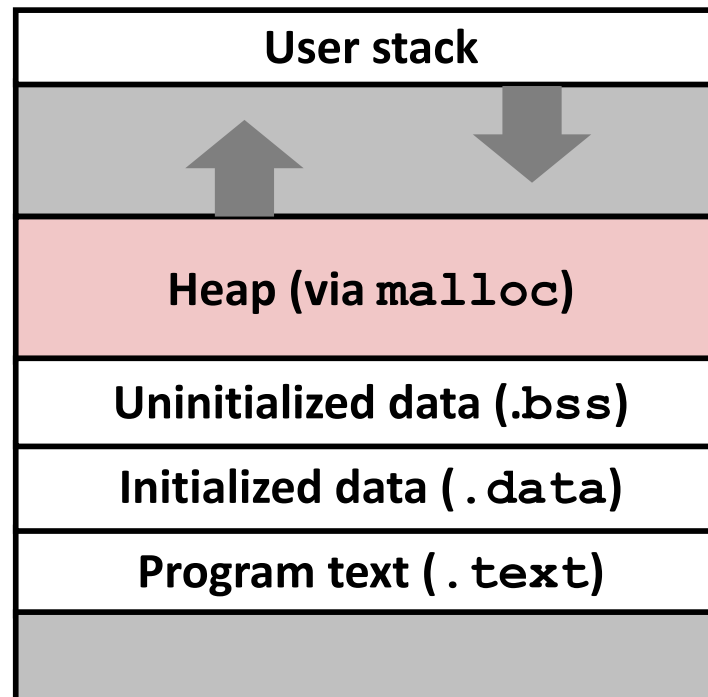 User stack
Heap (via malloc)
Uninitialized data (.bss)
Initialized data (.data)
Program text (.text)